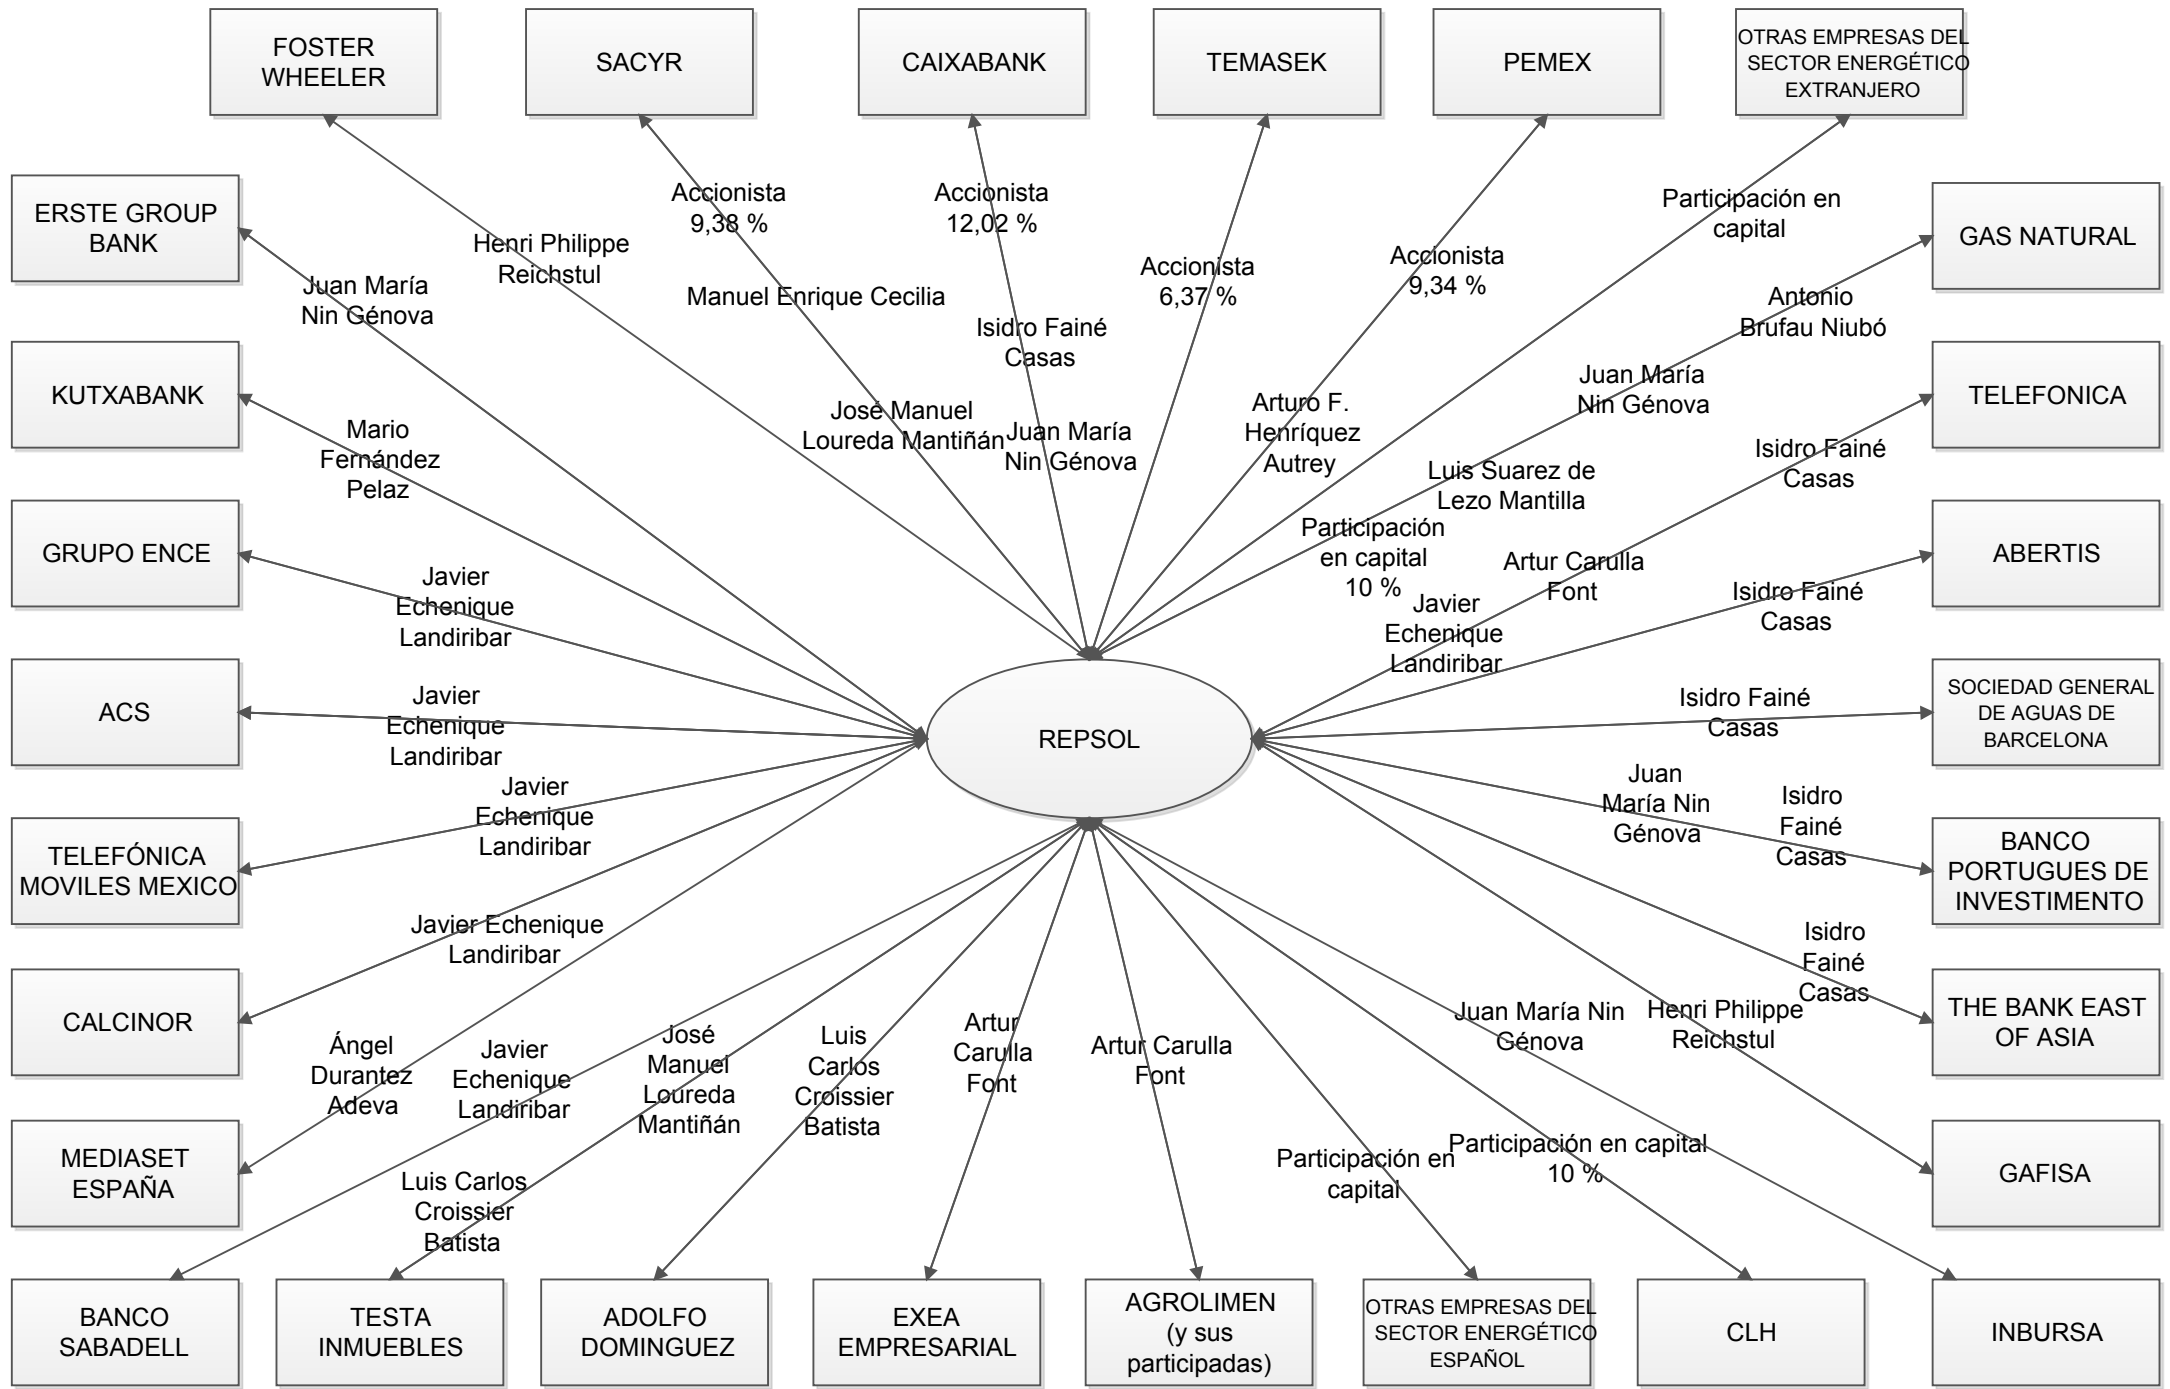 FOSTER
WHEELER
SACYR
CAIXABANK
TEMASEK
PEMEX
OTRAS EMPRESAS DEL
SECTOR ENERGÉTICO
EXTRANJERO
ERSTE GROUP
BANK
KUTXABANK
GRUPO ENCE
ACS
TELEFÓNICA
MOVILES MEXICO
CALCINOR
MEDIASET
ESPAÑA
GAS NATURAL
TELEFONICA
ABERTIS
SOCIEDAD GENERAL
DE AGUAS DE
BARCELONA
BANCO
PORTUGUES DE
INVESTIMENTO
THE BANK EAST
OF ASIA
GAFISA
Henri Philippe
Reichstul
Accionista
9,38 %
Manuel Enrique Cecilia
José Manuel
Loureda Mantiñán
Accionista
12,02 %
Isidro Fainé
Casas
Juan María
Nin Génova
Accionista
6,37 %
Accionista
9,34 %
Arturo F.
Henríquez
Autrey
Participación en
capital
Antonio
Brufau Niubó
Juan María
Nin Génova
Luis Suarez de
Lezo Mantilla
Participación
en capital
10 %
Isidro Fainé
Casas
Artur Carulla
Font
Javier
Echenique
Landiribar
Isidro Fainé
Casas
Isidro Fainé
Casas
Juan
María Nin
Génova
Isidro
Fainé
Casas
Isidro
Fainé
Casas
Henri Philippe
Reichstul
Juan María
Nin Génova
Mario
Fernández
Pelaz
Javier
Echenique
Landiribar
Javier
Echenique
Landiribar
Javier
Echenique
Landiribar
Javier Echenique
Landiribar
Ángel
Durantez
Adeva
REPSOL
Javier
Echenique
Landiribar
José
Manuel
Loureda
Mantiñán
Luis Carlos
Croissier
Batista
Luis
Carlos
Croissier
Batista
Artur
Carulla
Font
Artur Carulla
Font
Participación en
capital
Participación en capital
10 %
Juan María Nin
Génova
BANCO
SABADELL
TESTA
INMUEBLES
ADOLFO
DOMINGUEZ
EXEA
EMPRESARIAL
AGROLIMEN
(y sus
participadas)
OTRAS EMPRESAS DEL
SECTOR ENERGÉTICO
ESPAÑOL
CLH
INBURSA